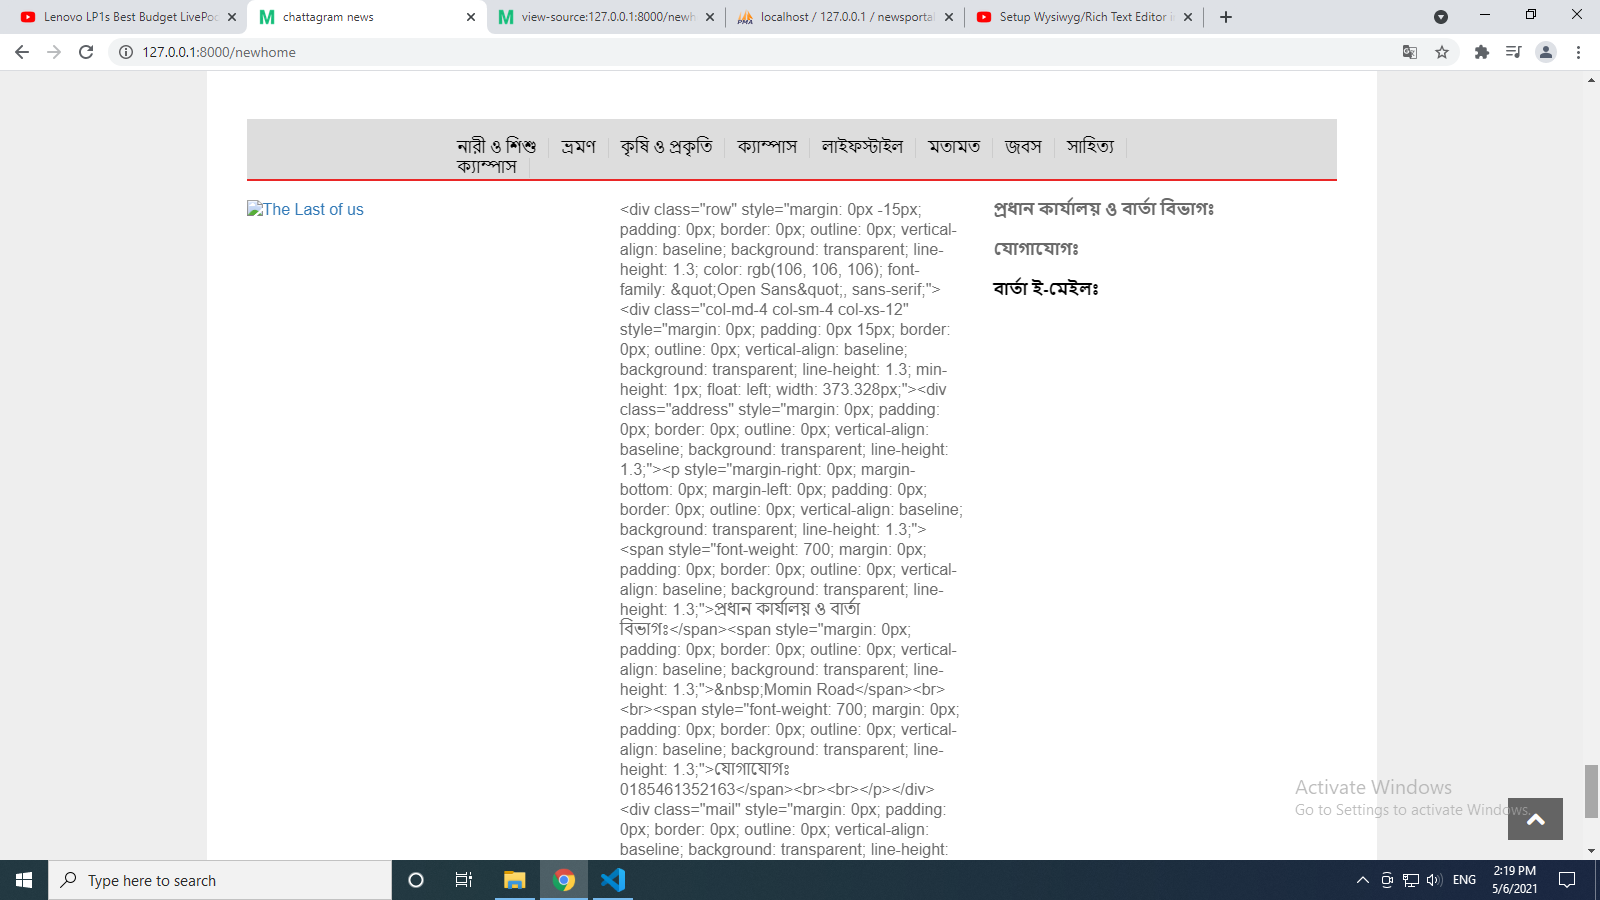 Lenovo LP1s Best Budget LivePoc
chattagram news
view-source:127.0.0.1:8000/newh
localhost / 127.0.0.1 / newsportal
Setup Wysiwyg/Rich Text Editor i
127.0.0.1:8000/newhome
নারী ও শিশু ভ্রমণ কৃষি ও প্রকৃতি ক্যাম্পাস লাইফস্টাইল মতামত জবস সাহিত্য
ক্যাম্পাস
The Last of us
<div class="row" style="margin: 0px -15px;
padding: 0px; border: 0px; outline: 0px; vertical-
align: baseline; background: transparent; line-
height: 1.3; color: rgb(106, 106, 106); font-
family: &quot;Open Sans&quot;, sans-serif;">
<div class="col-md-4 col-sm-4 col-xs-12"
style="margin: 0px; padding: 0px 15px; border:
0px; outline: 0px; vertical-align: baseline;
background: transparent; line-height: 1.3; min-
height: 1px; float: left; width: 373.328px;"><div
class="address" style="margin: 0px; padding:
0px; border: 0px; outline: 0px; vertical-align:
baseline; background: transparent; line-height:
1.3;"><p style="margin-right: 0px; margin-
bottom: 0px; margin-left: 0px; padding: 0px;
border: 0px; outline: 0px; vertical-align: baseline;
background: transparent; line-height: 1.3;">
<span style="font-weight: 700; margin: 0px;
padding: 0px; border: 0px; outline: 0px; vertical-
align: baseline; background: transparent; line-
height: 1.3;">প্রধান কার্যালয় ও বার্তা
বিভাগঃ</span><span style="margin: 0px;
padding: 0px; border: 0px; outline: 0px; vertical-
align: baseline; background: transparent; line-
height: 1.3;">&nbsp;Momin Road</span><br>
<br><span style="font-weight: 700; margin: 0px;
padding: 0px; border: 0px; outline: 0px; vertical-
align: baseline; background: transparent; line-
height: 1.3;">যোগাযোগঃ
0185461352163</span><br><br></p></div>
<div class="mail" style="margin: 0px; padding:
0px; border: 0px; outline: 0px; vertical-align:
baseline; background: transparent; line-height:
প্রধান কার্যালয় ও বার্তা বিভাগঃ
যোগাযোগঃ
বার্তা ই-মেইলঃ
Activate Windows
Go to Settings to activate Windows.
Type here to search
ENG
2:19 PM
5/6/2021